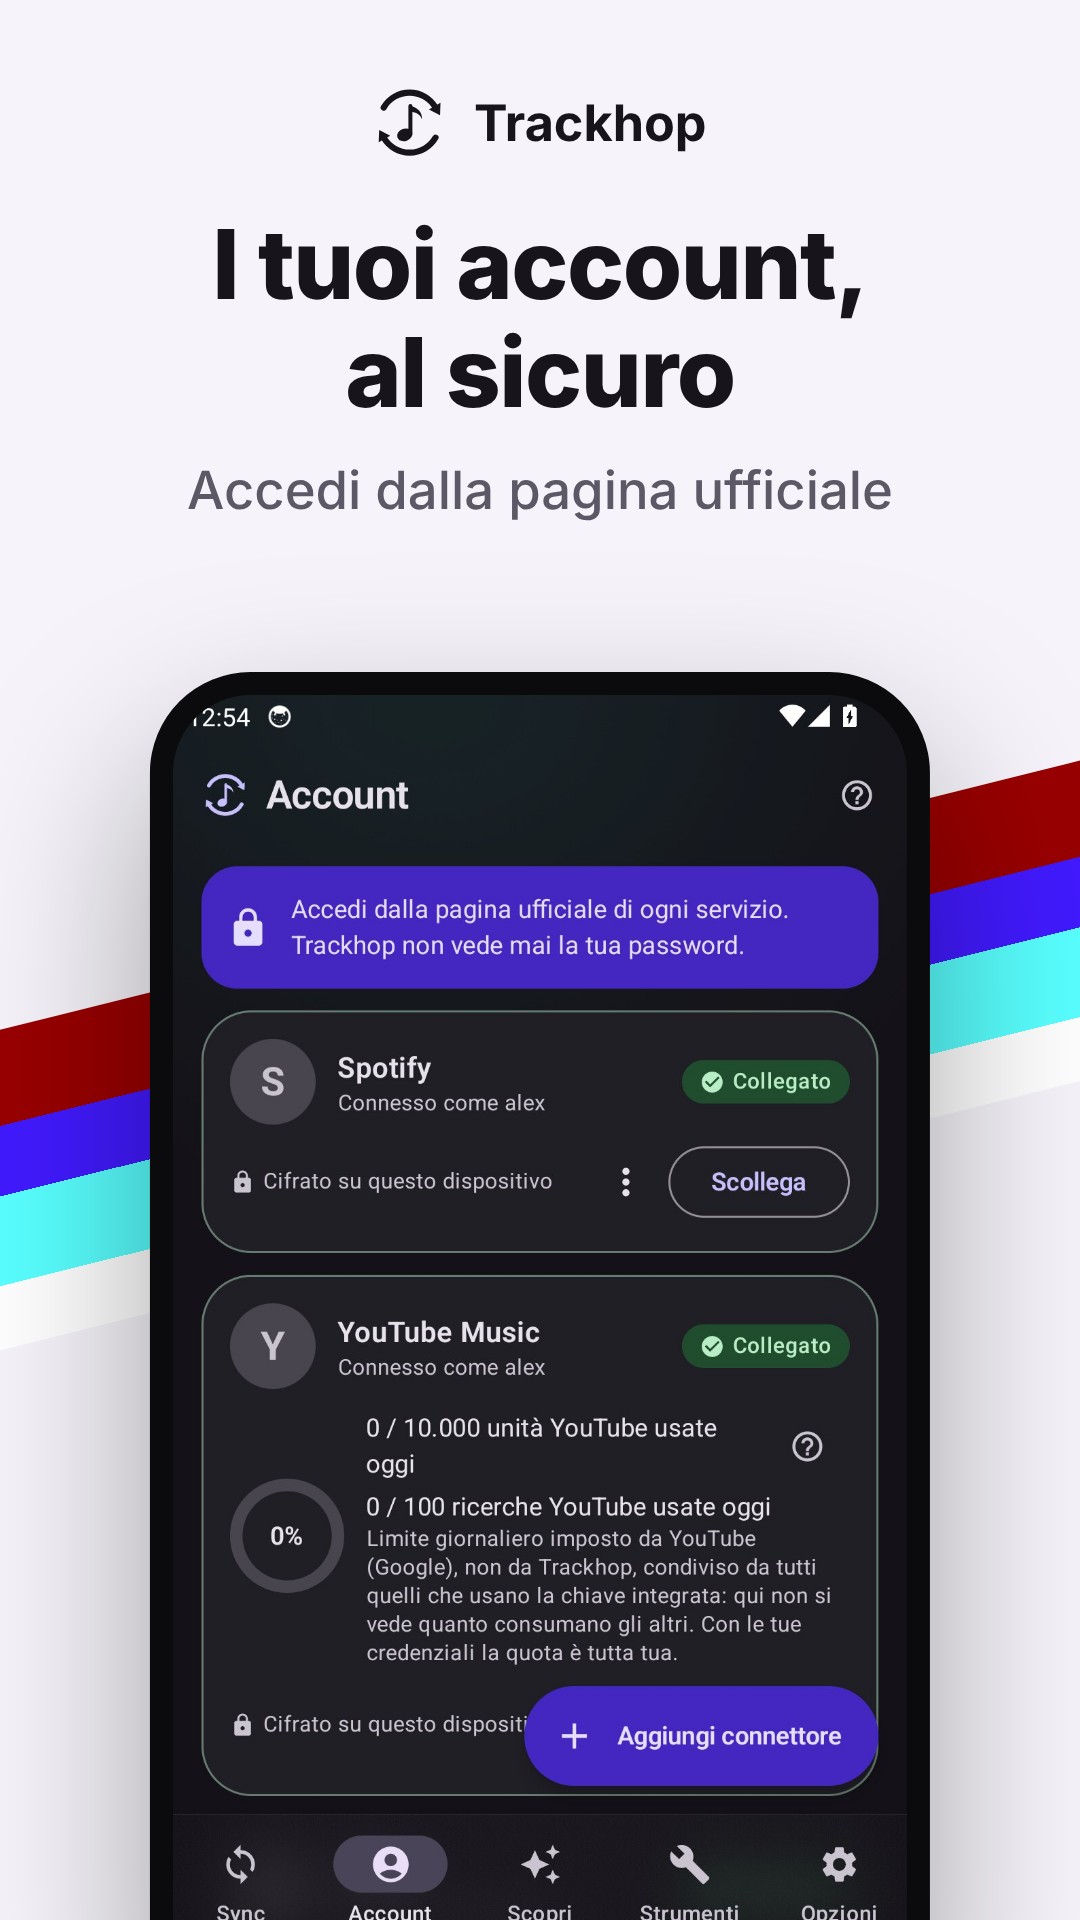 Trackhop
I tuoi account,
al sicuro
Accedi dalla pagina ufficiale
12:54
Account
Accedi dalla pagina ufficiale di ogni servizio.
Trackhop non vede mai la tua password.
S
Spotify
Collegato
Connesso come alex
Cifrato su questo dispositivo
Scollega
Y
YouTube Music
Collegato
Connesso come alex
0 / 10.000 unità YouTube usate
oggi
0 / 100 ricerche YouTube usate oggi
0%
Limite giornaliero imposto da YouTube
(Google), non da Trackhop, condiviso da tutti
quelli che usano la chiave integrata: qui non si
vede quanto consumano gli altri. Con le tue
credenziali la quota è tutta tua.
Cifrato su questo dispositi
Aggiungi connettore
Sync
Account
Scopri
Strumenti
Opzioni